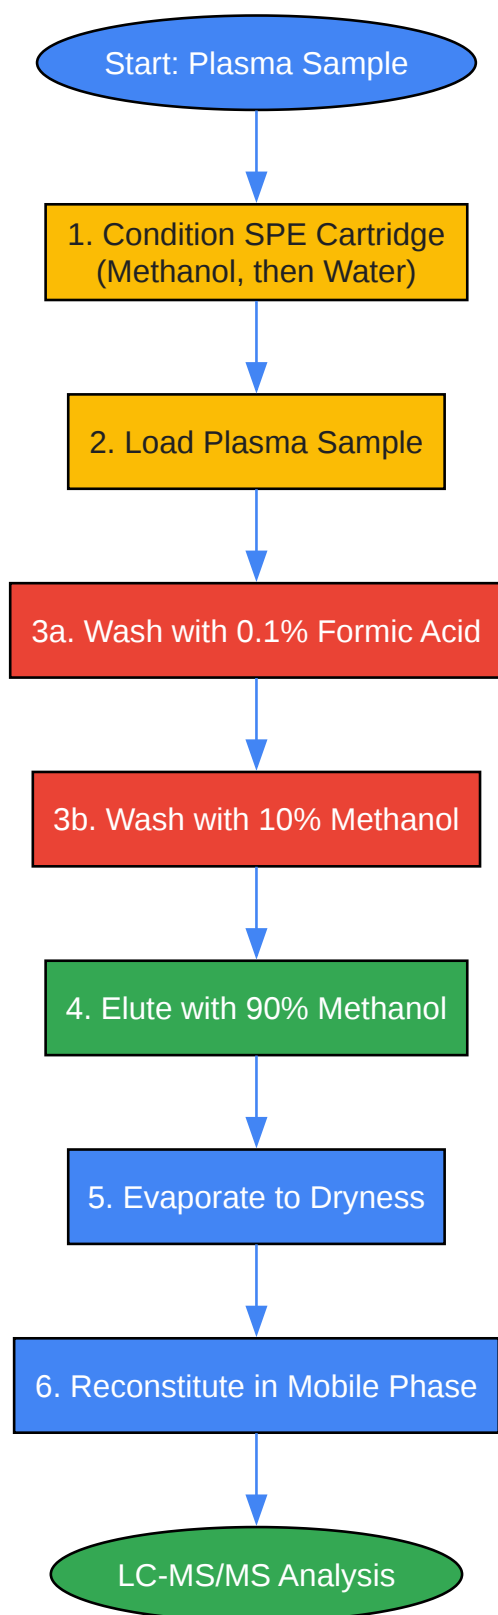 Start: Plasma Sample
1. Condition SPE Cartridge
(Methanol, then Water)
2. Load Plasma Sample
3a. Wash with 0.1% Formic Acid
3b. Wash with 10% Methanol
4. Elute with 90% Methanol
5. Evaporate to Dryness
6. Reconstitute in Mobile Phase
LC-MS/MS Analysis